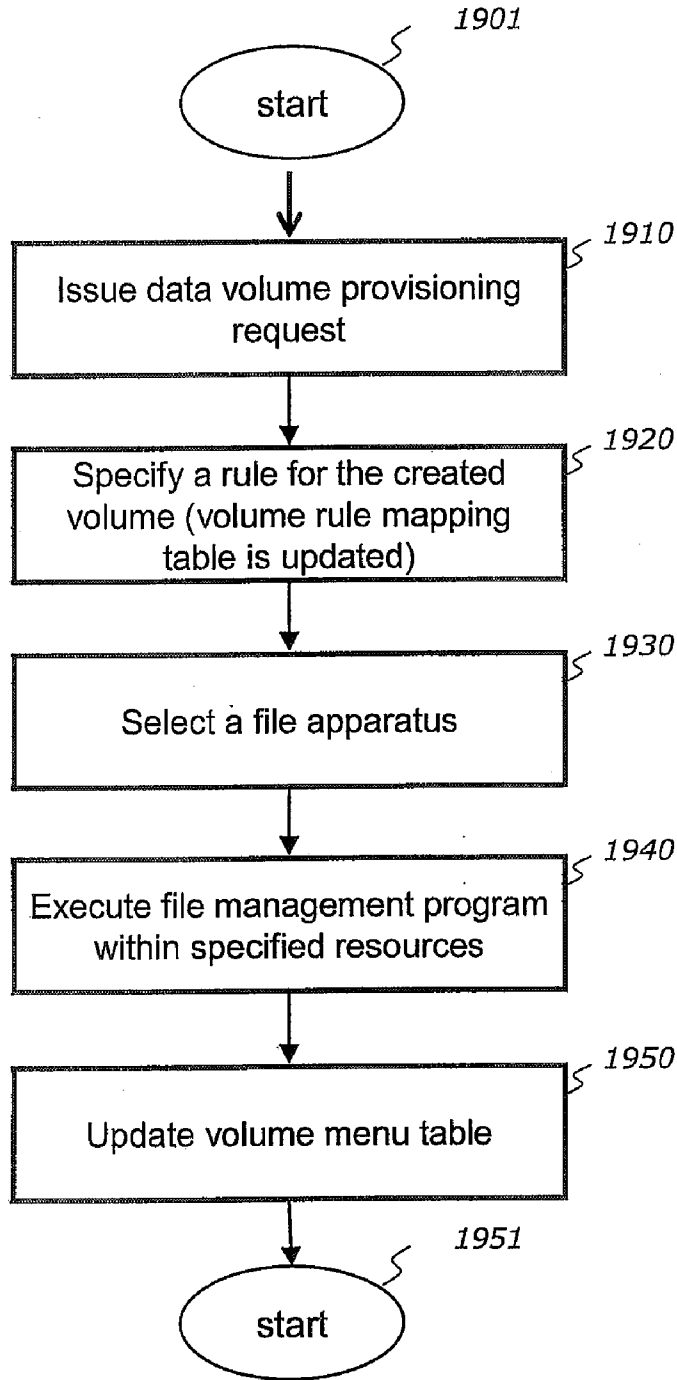 1901
start
1910
Issue data volume provisioning
request
1920
Specify a rule for the created
volume (volume rule mapping
table is updated)
1930
Select a file apparatus
1940
Execute file management program
within specified resources
1950
Update volume menu table
1951
start